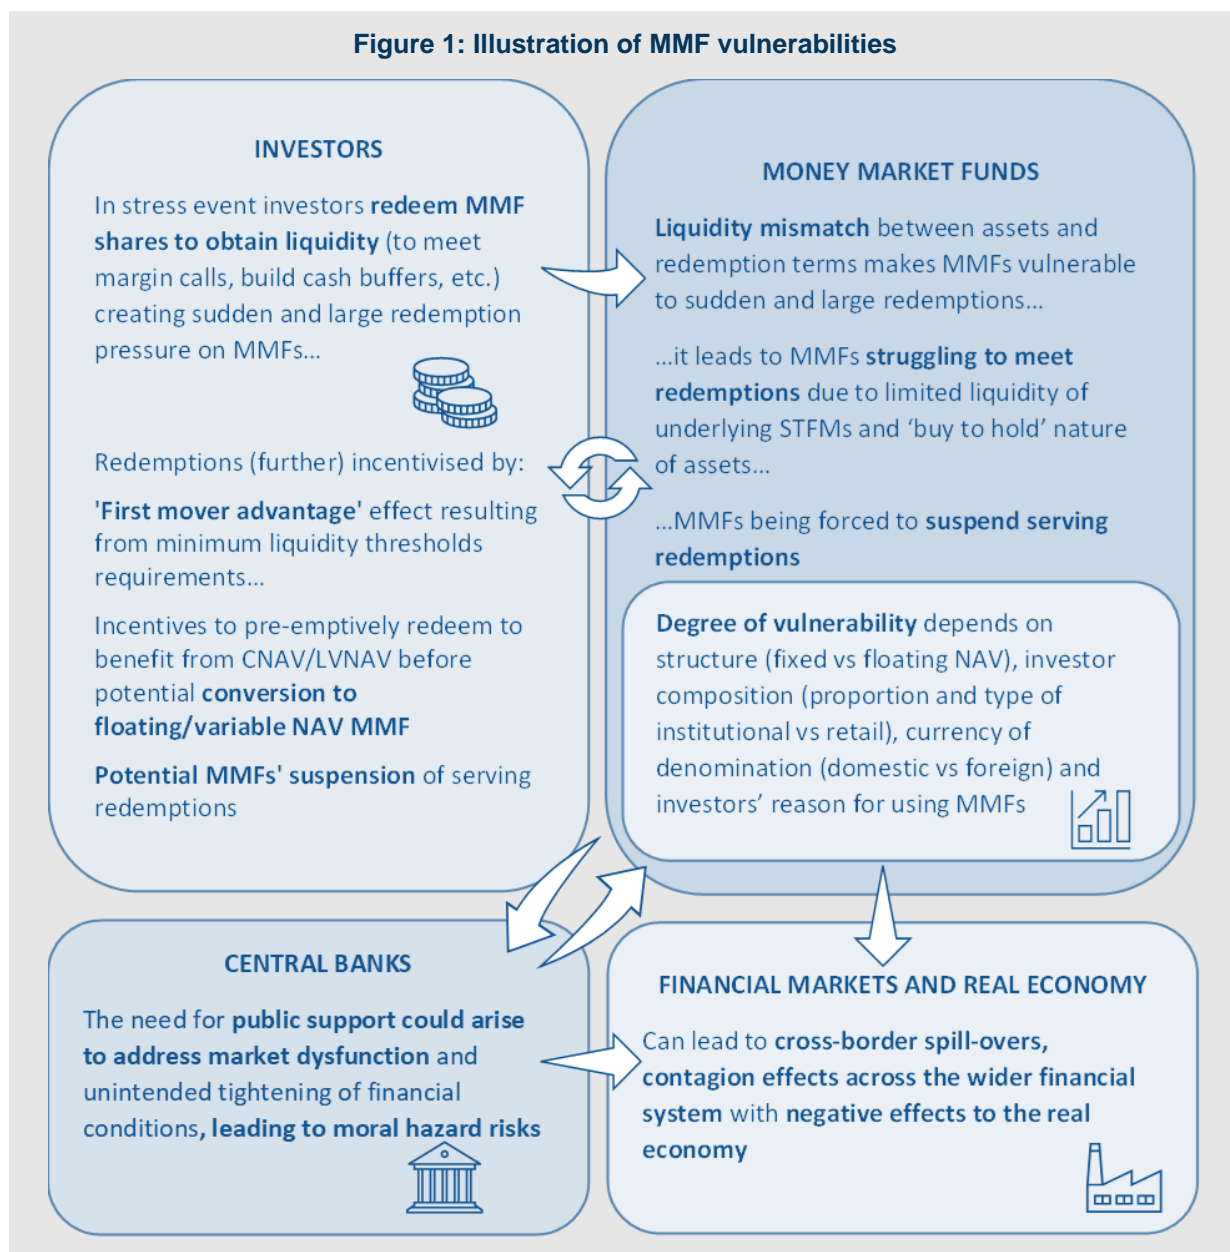 Figure 1: Illustration of MMF vulnerabilities
INVESTORS
In stress event investors redeem MMF
shares to obtain liquidity (to meet
margin calls, build cash buffers, etc.)
creating sudden and large redemption
pressure on MMFs…
Redemptions (further) incentivised by:
'First mover advantage' effect resulting
from minimum liquidity thresholds
requirements…
Incentives to pre-emptively redeem to
benefit from CNAV/LVNAV before
potential conversion to
floating/variable NAV MMF
Potential MMFs' suspension of serving
redemptions
MONEY MARKET FUNDS
Liquidity mismatch between assets and
redemption terms makes MMFs vulnerable
to sudden and large redemptions…
…it leads to MMFs struggling to meet
redemptions due to limited liquidity of
underlying STFMs and ‘buy to hold’ nature
of assets…
…MMFs being forced to suspend serving
redemptions
Degree of vulnerability depends on
structure (fixed vs floating NAV), investor
composition (proportion and type of
institutional vs retail), currency of
denomination (domestic vs foreign) and
investors’ reason for using MMFs
CENTRAL BANKS
The need for public support could arise
to address market dysfunction and
unintended tightening of financial
conditions, leading to moral hazard risks
FINANCIAL MARKETS AND REAL ECONOMY
Can lead to cross-border spill-overs,
contagion effects across the wider financial
system with negative effects to the real
economy